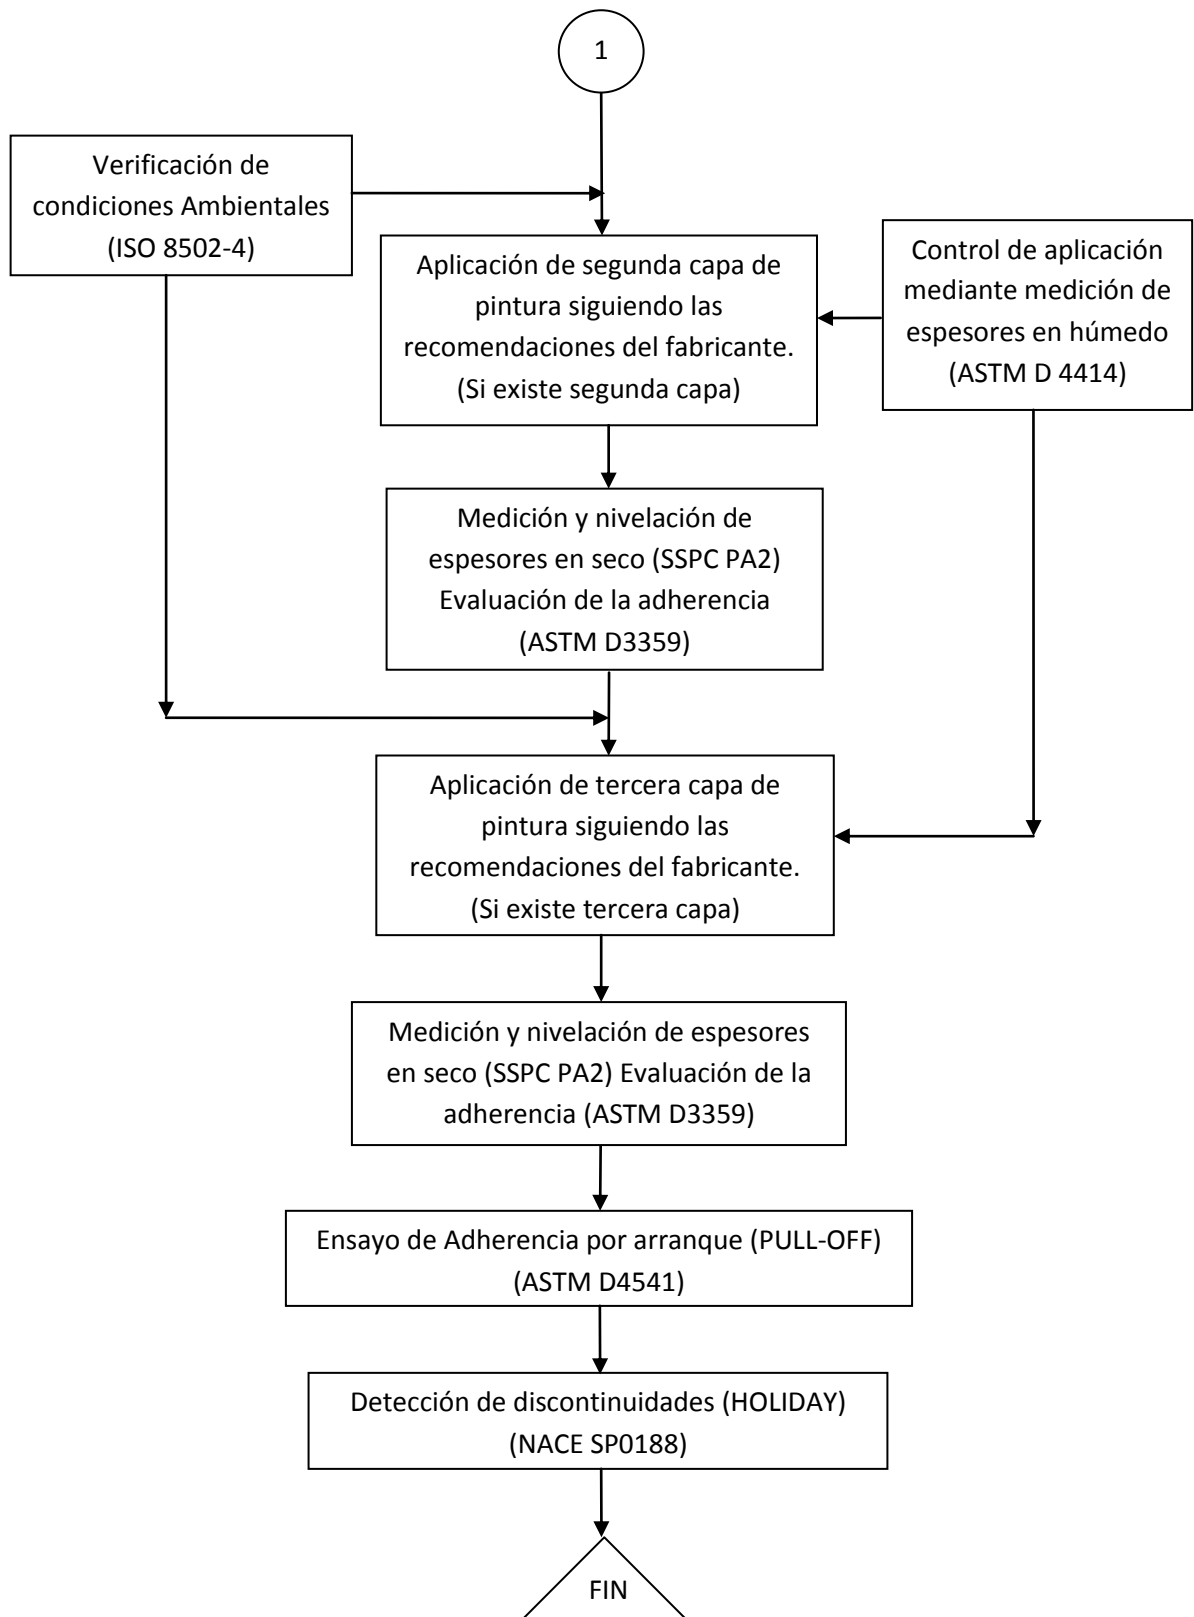 1
Verificación de
condiciones Ambientales
(ISO 8502-4)
Aplicación de segunda capa de
pintura siguiendo las
recomendaciones del fabricante.
(Si existe segunda capa)
Control de aplicación
mediante medición de
espesores en húmedo
(ASTM D 4414)
Medición y nivelación de
espesores en seco (SSPC PA2)
Evaluación de la adherencia
(ASTM D3359)
Aplicación de tercera capa de
pintura siguiendo las
recomendaciones del fabricante.
(Si existe tercera capa)
Medición y nivelación de espesores
en seco (SSPC PA2) Evaluación de la
adherencia (ASTM D3359)
Ensayo de Adherencia por arranque (PULL-OFF)
(ASTM D4541)
Detección de discontinuidades (HOLIDAY)
(NACE SP0188)
FIN